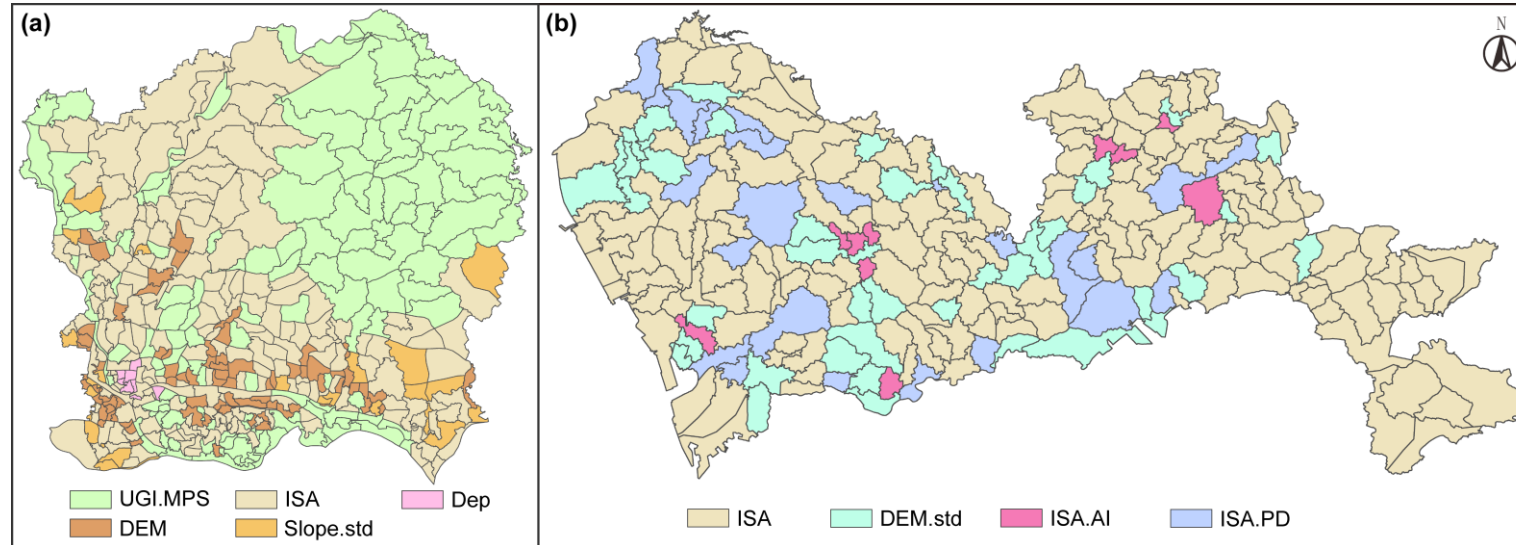 (a)
(b)
N
UGI.MPS ISA Dep
DEM Slope.std
ISA DEM.std ISA.AI ISA.PD